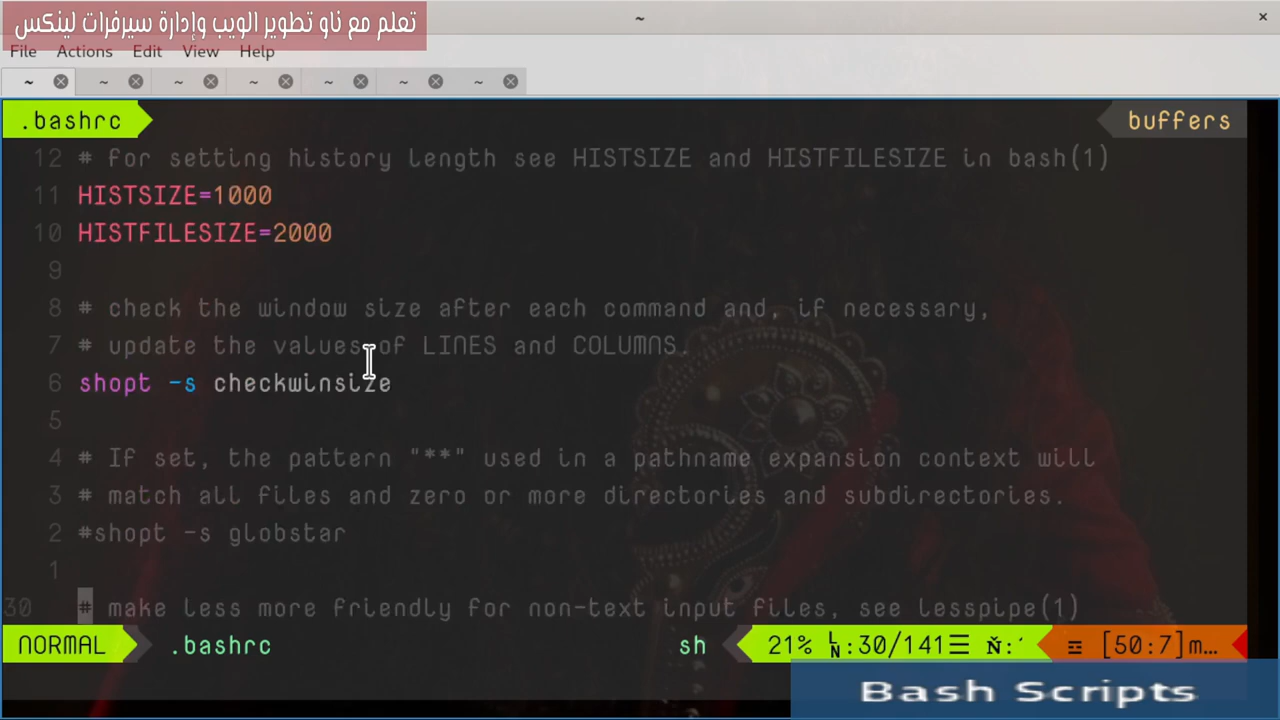 تعلم مع ناو تطوير الويب وإدارة سيرفرات لينكس
~
×
File Actions Edit View Help
~ ~ ~ ~ ~ ~ ~
.bashrc buffers
12 # for setting history length see HISTSIZE and HISTFILESIZE in bash(1)
11 HISTSIZE=1000
10 HISTFILESIZE=2000
9
8 # check the window size after each command and, if necessary,
7 # update the values of LINES and COLUMNS.
6 shopt -s checkwinsize
5
4 # If set, the pattern "**" used in a pathname expansion context will
3 # match all files and zero or more directories and subdirectories.
2 #shopt -s globstar
1
30 # make less more friendly for non-text input files, see lesspipe(1)
NORMAL .bashrc sh 21% LN:30/141☰ Ň: ☲ [50:7]m…
Bash Scripts